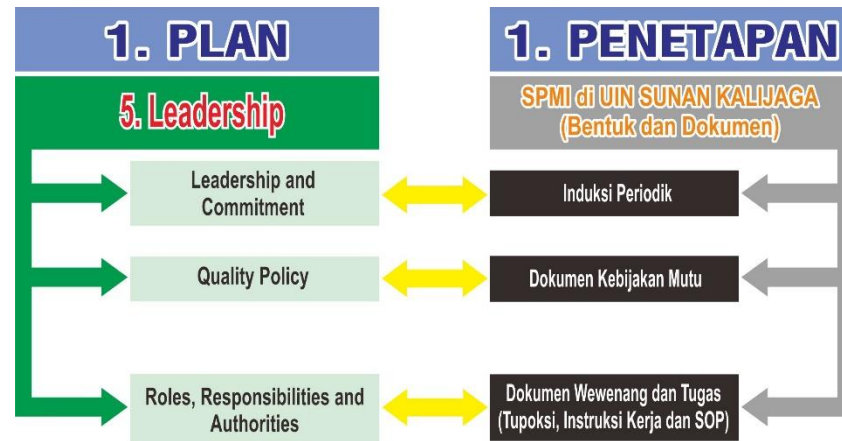 1. PLAN
5. Leadership
Leadership and
Commitment
Quality Policy
Roles, Responsibilities and
Authorities
1. PENETAPAN
SPMI di UIN SUNAN KALIJAGA
(Bentuk dan Dokumen)
Induksi Periodik
Dokumen Kebijakan Mutu
Dokumen Wewenang dan Tugas
(Tupoksi, Instruksi Kerja dan SOP)